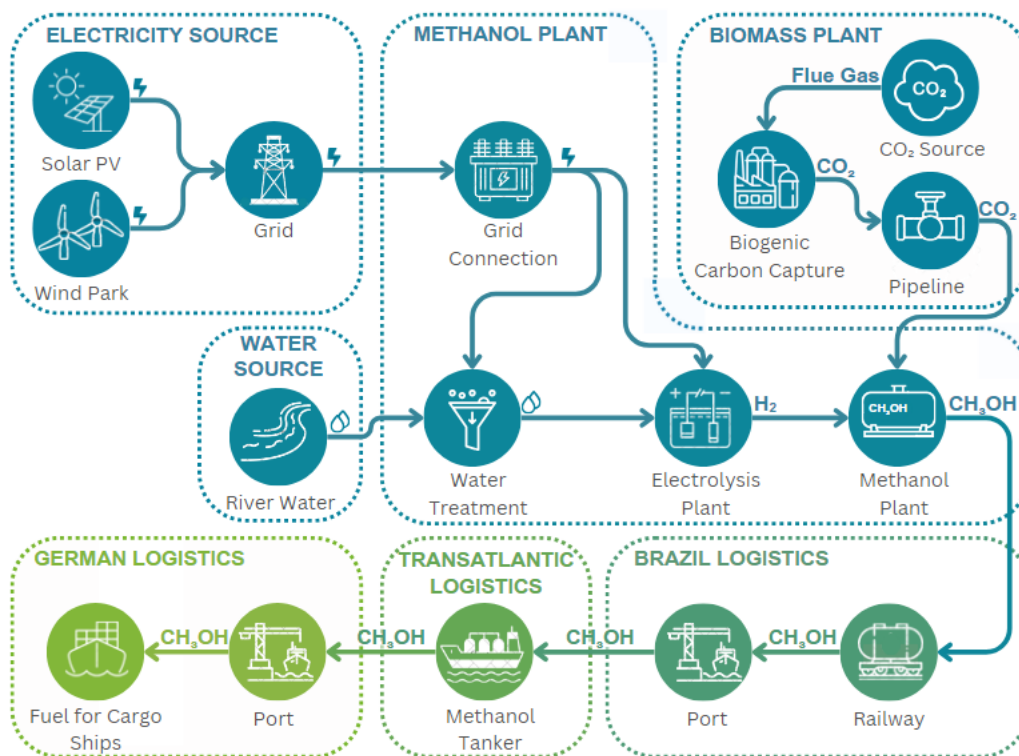 ELECTRICITY SOURCE
Solar PV
Wind Park
Grid
METHANOL PLANT
Grid
Connection
BIOMASS PLANT
Flue Gas
CO₂
CO₂ Source
CO₂
Biogenic
Carbon Capture
CO₂
Pipeline
WATER
SOURCE
River Water
Water
Treatment
H₂
Electrolysis
Plant
CH₃OH
CH₃OH
Methanol
Plant
GERMAN LOGISTICS
CH₃OH
Fuel for Cargo
Ships
Port
CH₃OH
TRANSATLANTIC
LOGISTICS
Methanol
Tanker
CH₃OH
BRAZIL LOGISTICS
CH₃OH
Port
Railway